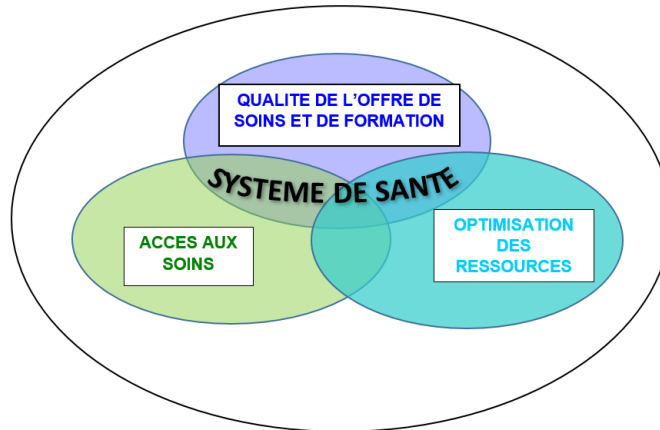 QUALITE DE L'OFFRE DE
SOINS ET DE FORMATION
SYSTEME DE SANTE
ACCES AUX
SOINS
OPTIMISATION
DES
RESSOURCES